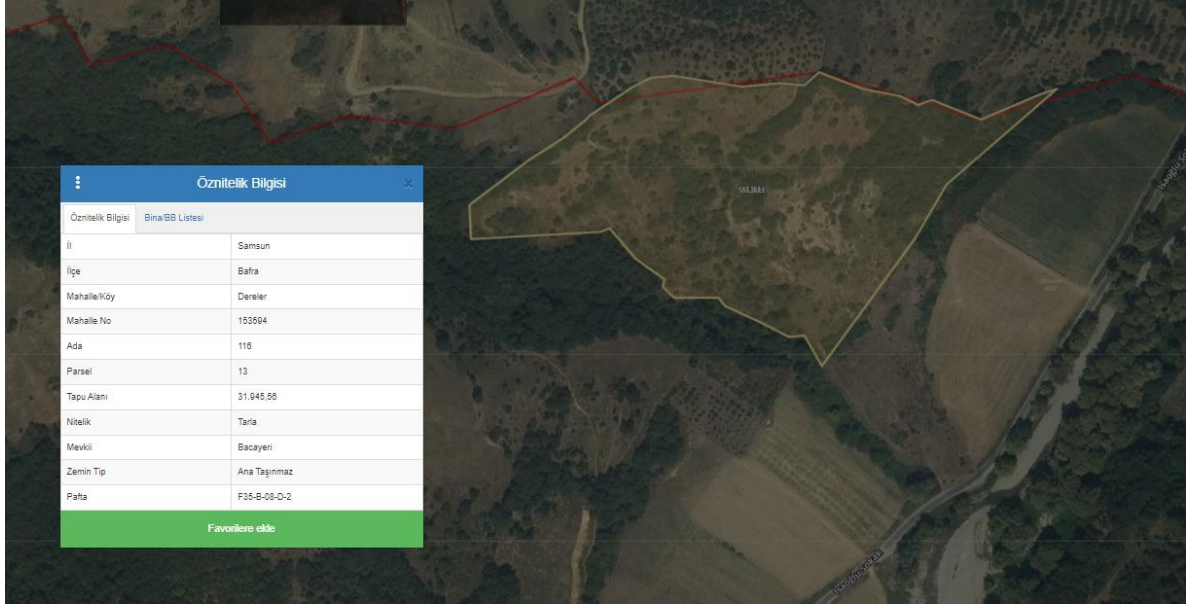 Öznitelik Bilgisi ×
Öznitelik Bilgisi Bina/BB Listesi
İl Samsun
İlçe Bafra
Mahalle/Köy Dereler
Mahalle No 153594
Ada 116
Parsel 13
Tapu Alanı 31.945,56
Nitelik Tarla
Mevkii Bacayeri
Zemin Tip Ana Taşınmaz
Pafta F35-B-08-D-2
Favorilere ekle
İsaoğlu Sokak